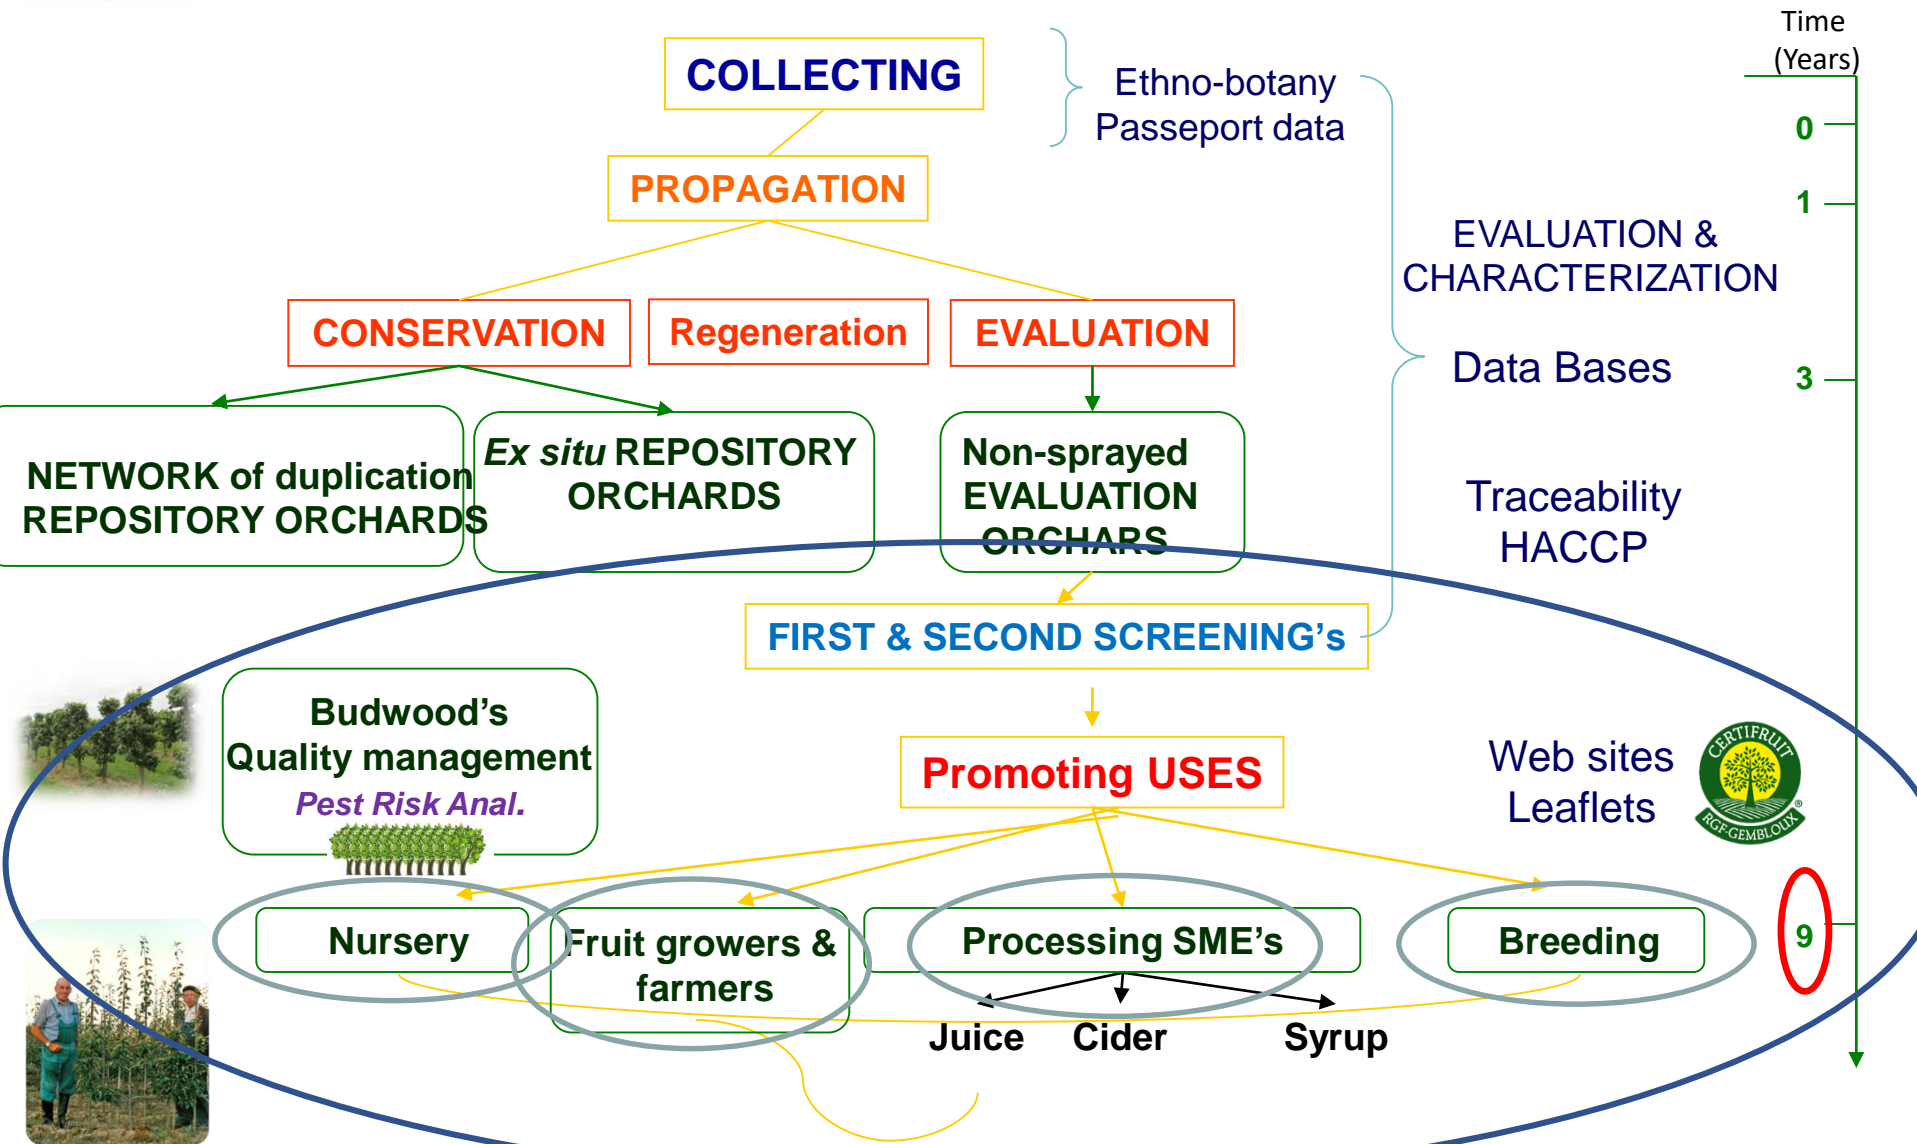 Time
(Years)
COLLECTING
Ethno-botany
Passeport data
0
PROPAGATION
1
EVALUATION &
CHARACTERIZATION
CONSERVATION
Regeneration
EVALUATION
Data Bases
3
NETWORK of duplication
REPOSITORY ORCHARDS
Ex situ REPOSITORY
ORCHARDS
Non-sprayed
EVALUATION
ORCHARS
Traceability
HACCP
FIRST & SECOND SCREENING's
Budwood's
Quality management
Pest Risk Anal.
Promoting USES
Web sites
Leaflets
CERTIFRUIT
RGF-GEMBLOUX
®
Nursery
Fruit growers &
farmers
Processing SME's
Breeding
9
Juice
Cider
Syrup